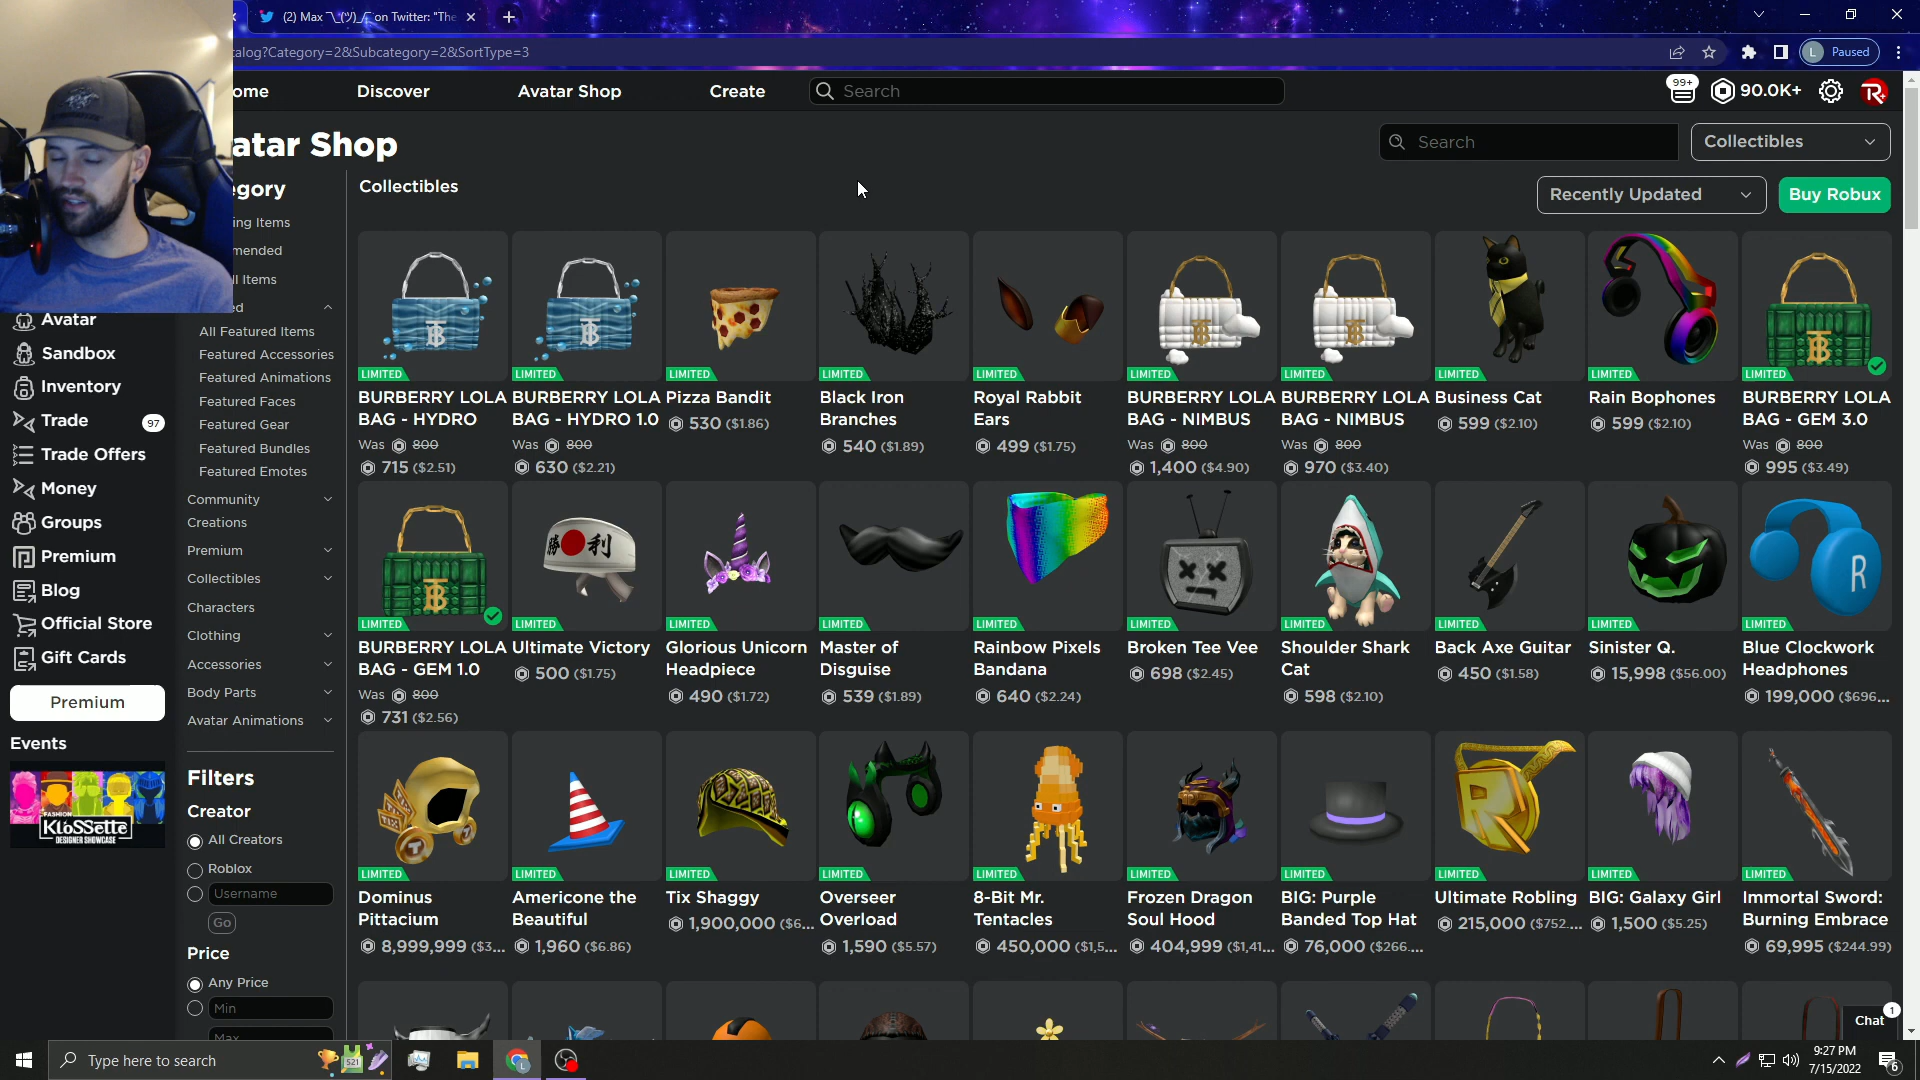 (2) Max ¯\_(ツ)_/¯ on Twitter: "The
talog?Category=2&Subcategory=2&SortType=3
L Paused
ome Discover Avatar Shop Create Search 99+ 90.0K+
atar Shop Search Collectibles
egory Collectibles Recently Updated Buy Robux
ing Items
mended
ll Items
ed
All Featured Items
Featured Accessories
Featured Animations
Featured Faces
Featured Gear
Featured Bundles
Featured Emotes
Community Creations
Premium
Collectibles
Characters
Clothing
Accessories
Body Parts
Avatar Animations
Avatar
Sandbox
Inventory
Trade 97
Trade Offers
Money
Groups
Premium
Blog
Official Store
Gift Cards
Premium
Events
FASHION
KLOSSette
DESIGNER SHOWCASE
Filters
Creator
All Creators
Roblox
Username
Go
Price
Any Price
Min
Max
LIMITED
BURBERRY LOLA BAG - HYDRO
Was 800
715 ($2.51)
LIMITED
BURBERRY LOLA BAG - HYDRO 1.0
Was 800
630 ($2.21)
LIMITED
Pizza Bandit
530 ($1.86)
LIMITED
Black Iron Branches
540 ($1.89)
LIMITED
Royal Rabbit Ears
499 ($1.75)
LIMITED
BURBERRY LOLA BAG - NIMBUS
Was 800
1,400 ($4.90)
LIMITED
BURBERRY LOLA BAG - NIMBUS
Was 800
970 ($3.40)
LIMITED
Business Cat
599 ($2.10)
LIMITED
Rain Bophones
599 ($2.10)
LIMITED
BURBERRY LOLA BAG - GEM 3.0
Was 800
995 ($3.49)
LIMITED
BURBERRY LOLA BAG - GEM 1.0
Was 800
731 ($2.56)
勝 利
LIMITED
Ultimate Victory
500 ($1.75)
LIMITED
Glorious Unicorn Headpiece
490 ($1.72)
LIMITED
Master of Disguise
539 ($1.89)
LIMITED
Rainbow Pixels Bandana
640 ($2.24)
LIMITED
Broken Tee Vee
698 ($2.45)
LIMITED
Shoulder Shark Cat
598 ($2.10)
LIMITED
Back Axe Guitar
450 ($1.58)
LIMITED
Sinister Q.
15,998 ($56.00)
R
LIMITED
Blue Clockwork Headphones
199,000 ($696...
LIMITED
Dominus Pittacium
8,999,999 ($3...
LIMITED
Americone the Beautiful
1,960 ($6.86)
LIMITED
Tix Shaggy
1,900,000 ($6...
LIMITED
Overseer Overload
1,590 ($5.57)
LIMITED
8-Bit Mr. Tentacles
450,000 ($1,5...
LIMITED
Frozen Dragon Soul Hood
404,999 ($1,41...
LIMITED
BIG: Purple Banded Top Hat
76,000 ($266....
R
LIMITED
Ultimate Robling
215,000 ($752....
LIMITED
BIG: Galaxy Girl
1,500 ($5.25)
LIMITED
Immortal Sword: Burning Embrace
69,995 ($244.99)
Chat 1
Type here to search
9:27 PM
7/15/2022
6